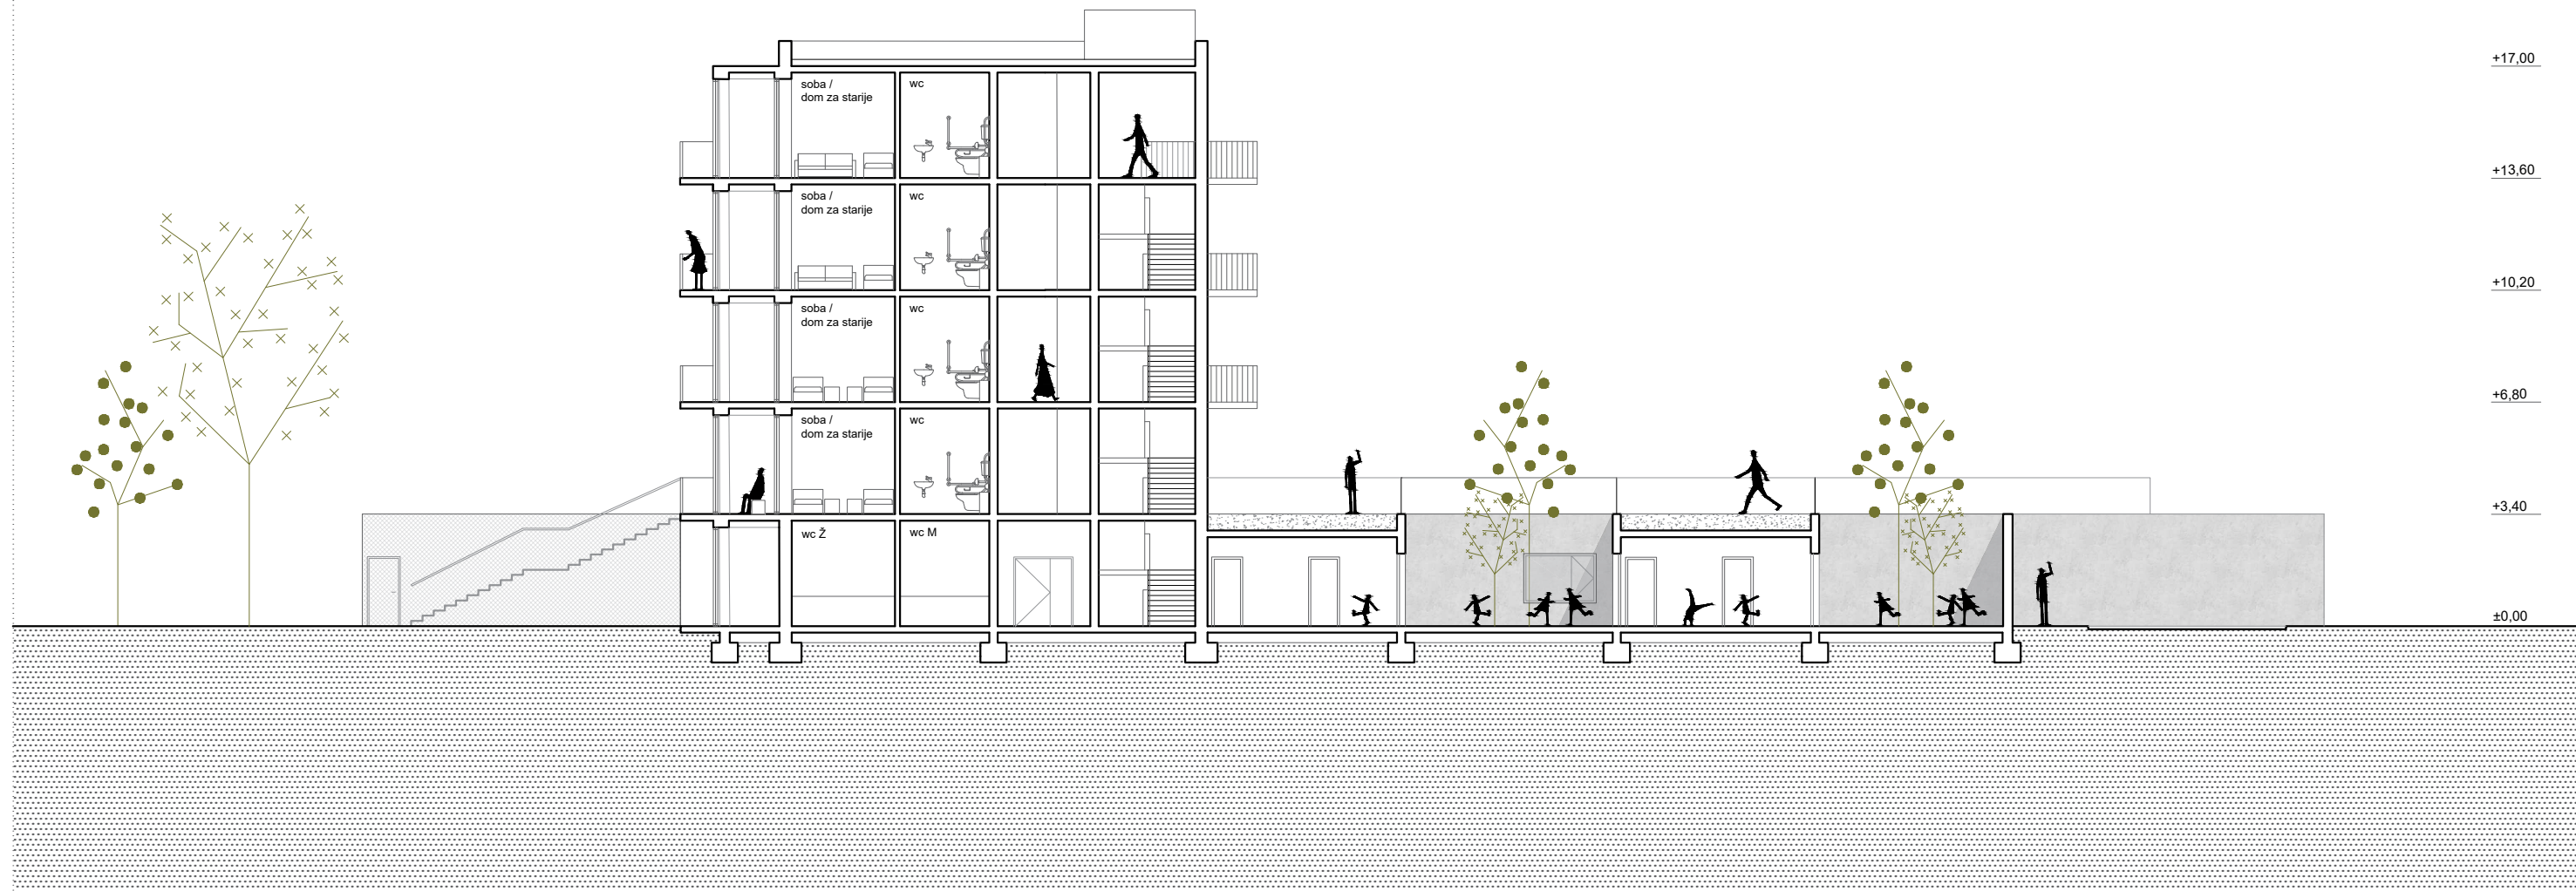 +17,00
soba /
dom za starije
wc
+13,60
soba /
dom za starije
wc
+10,20
soba /
dom za starije
wc
+6,80
soba /
dom za starije
wc
+3,40
wc Ž
wc M
±0,00